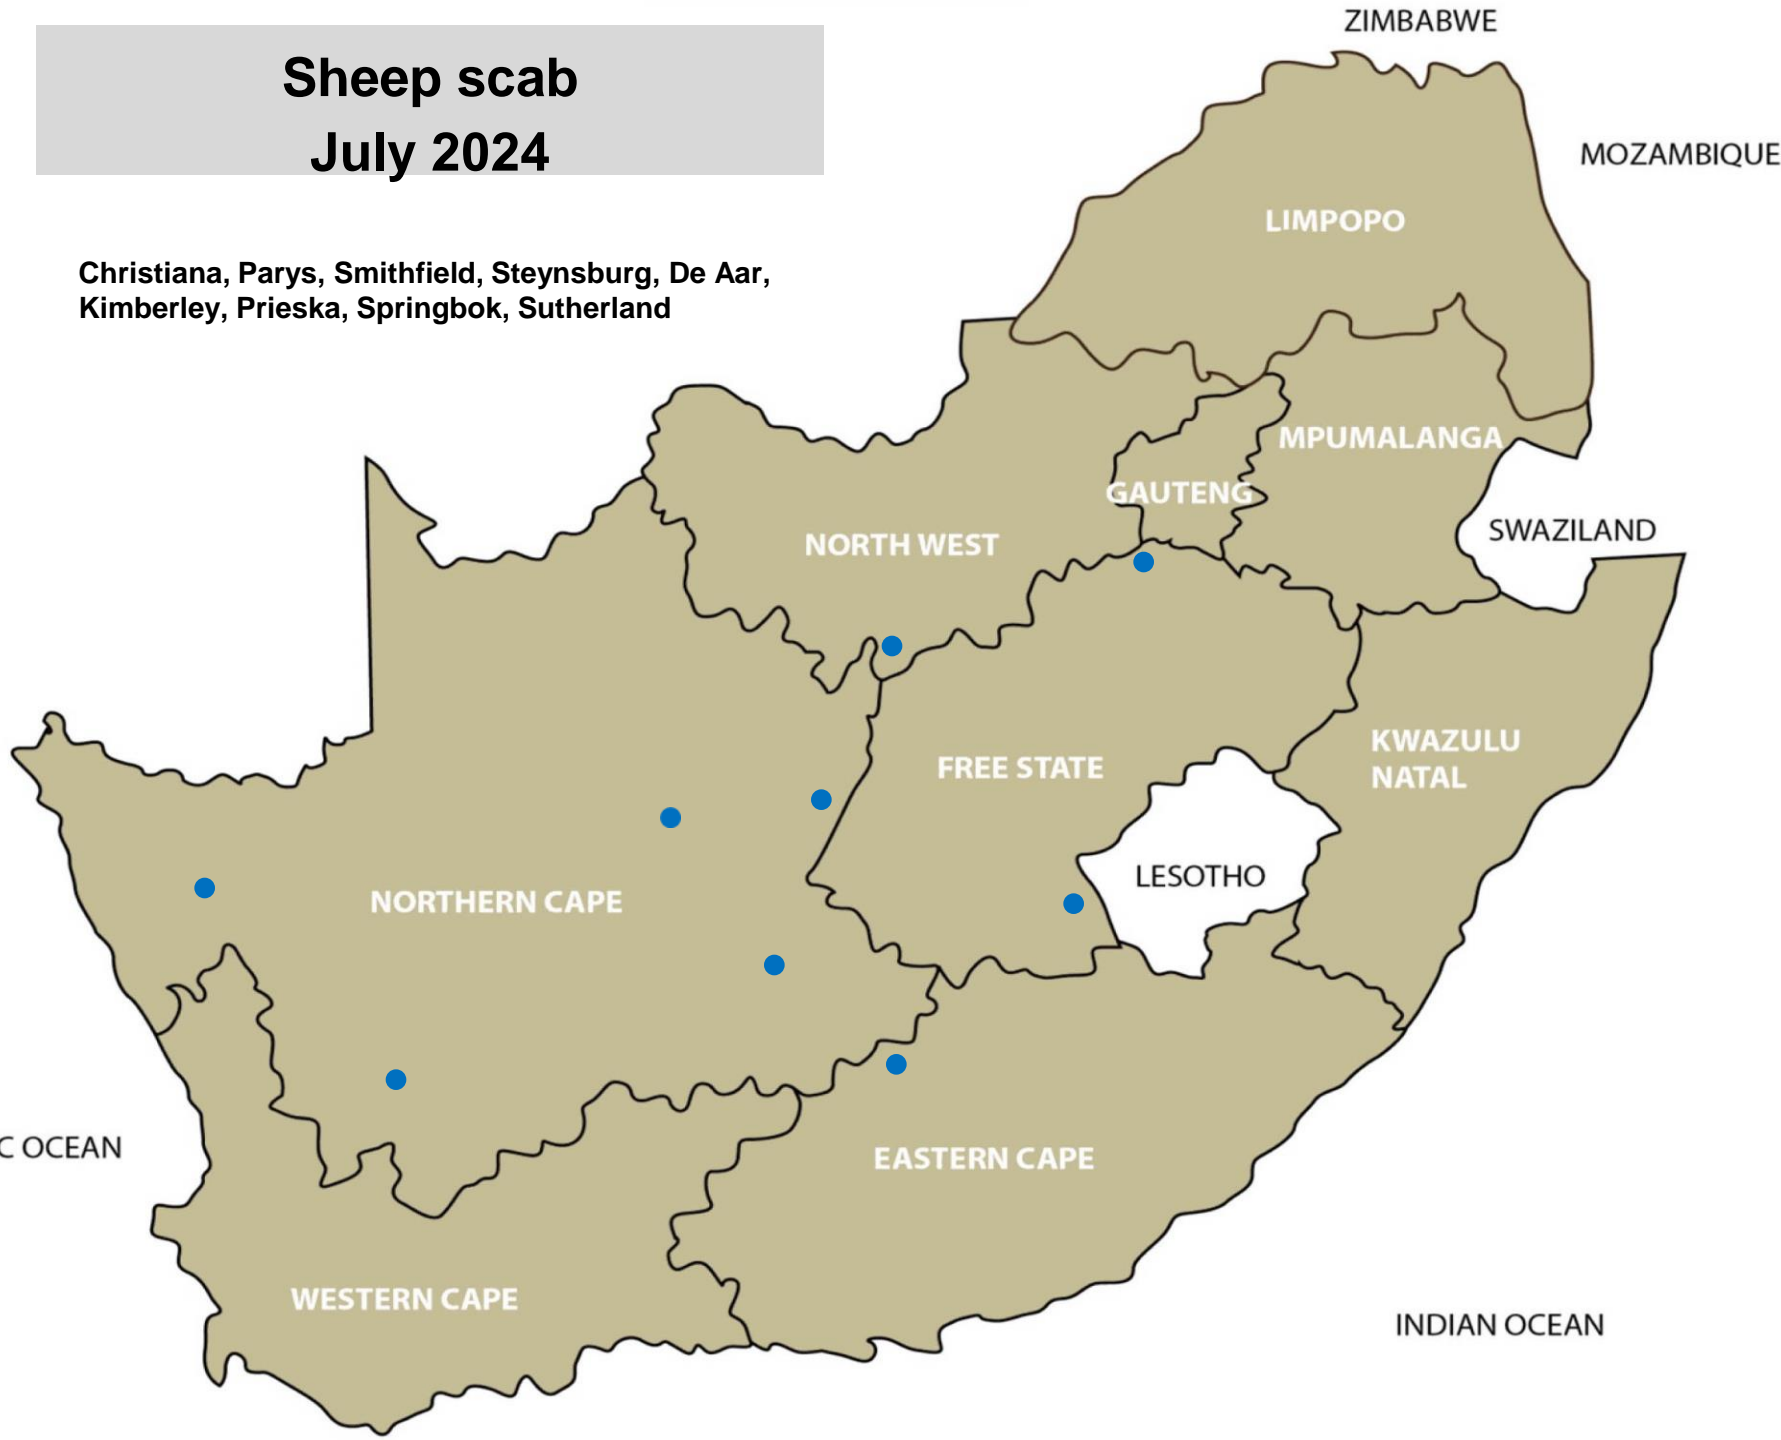 Sheep scab
July 2024
Christiana, Parys, Smithfield, Steynsburg, De Aar,
Kimberley, Prieska, Springbok, Sutherland
ZIMBABWE
MOZAMBIQUE
LIMPOPO
MPUMALANGA
GAUTENG
SWAZILAND
NORTH WEST
KWAZULU
NATAL
FREE STATE
LESOTHO
NORTHERN CAPE
C OCEAN
EASTERN CAPE
WESTERN CAPE
INDIAN OCEAN